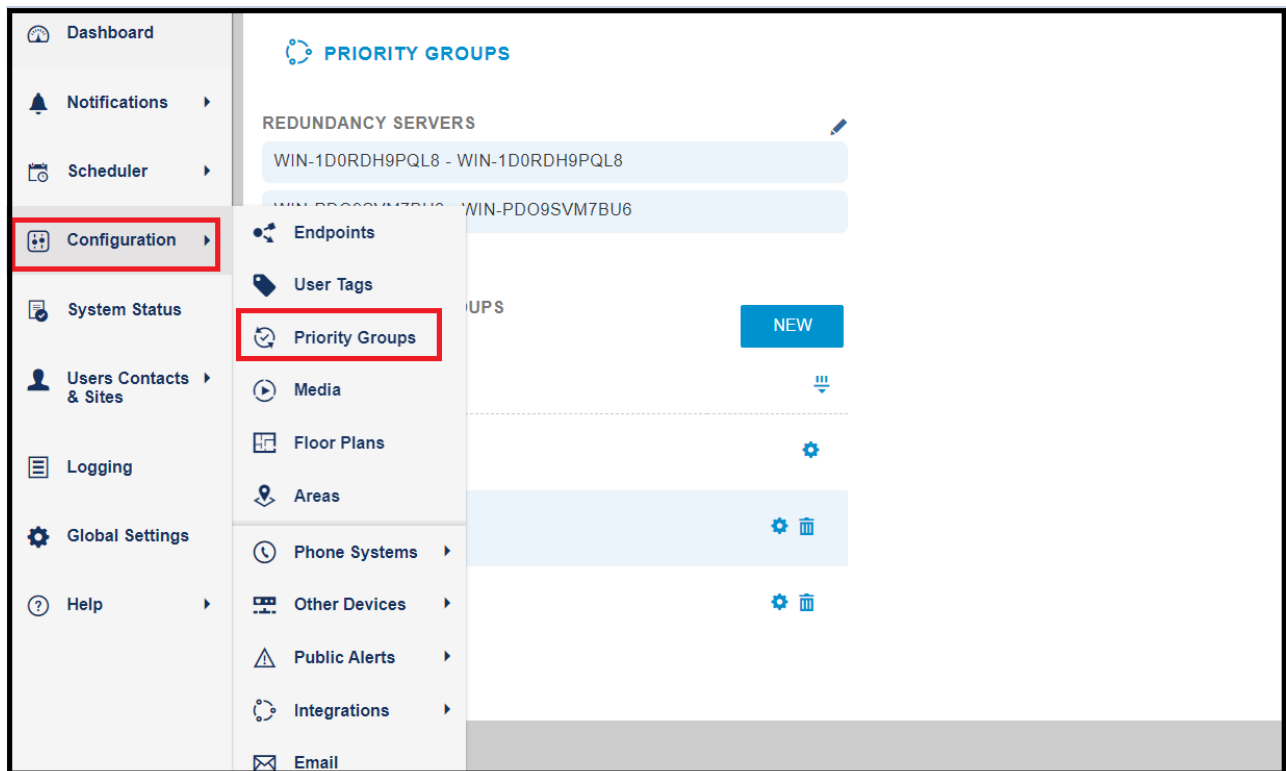 Dashboard
Notifications
Scheduler
Configuration
System Status
Users Contacts
& Sites
Logging
Global Settings
Help
Endpoints
User Tags
Priority Groups
Media
Floor Plans
Areas
Phone Systems
Other Devices
Public Alerts
Integrations
Email
PRIORITY GROUPS
REDUNDANCY SERVERS
WIN-1D0RDH9PQL8 - WIN-1D0RDH9PQL8
WIN-PDO9SVM7BU6
UPS
NEW